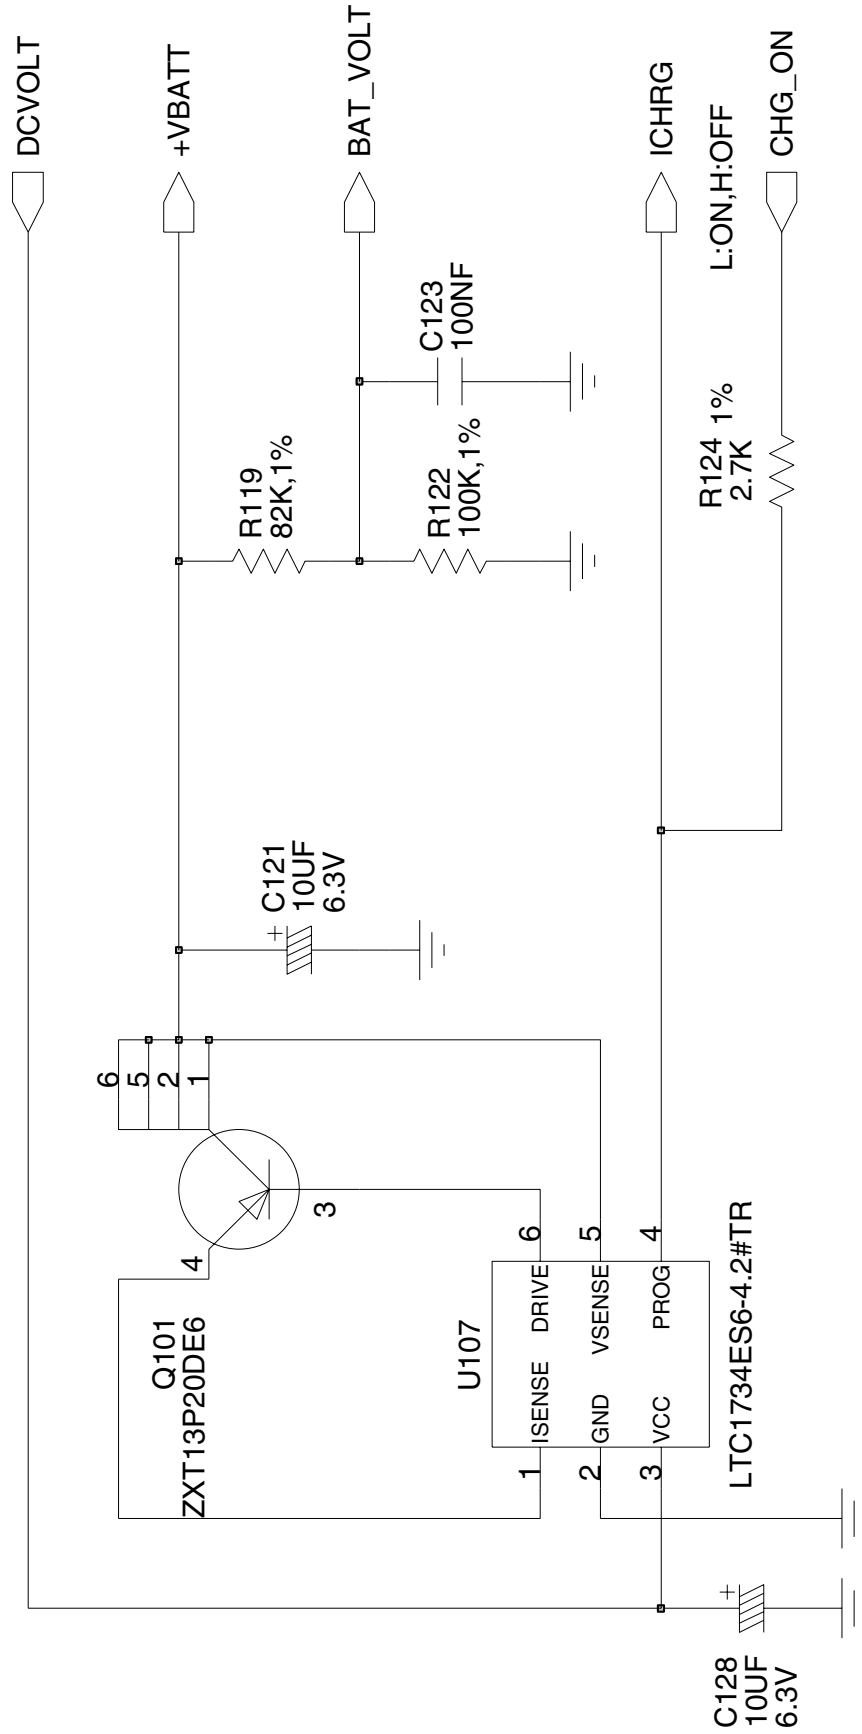 DCVOLT
+VBATT
BAT_VOLT
ICHRG
L:ON,H:OFF
CHG_ON
C123
100NF
R119
82K,1%
R122
100K,1%
R124 1%
2.7K
+
C121
10UF
6.3V
6
5
2
1
3
4
Q101
ZXT13P20DE6
6
5
4
U107
ISENSE DRIVE
GND VSENSE
VCC PROG
1
2
3
LTC1734ES6-4.2#TR
+
C128
10UF
6.3V